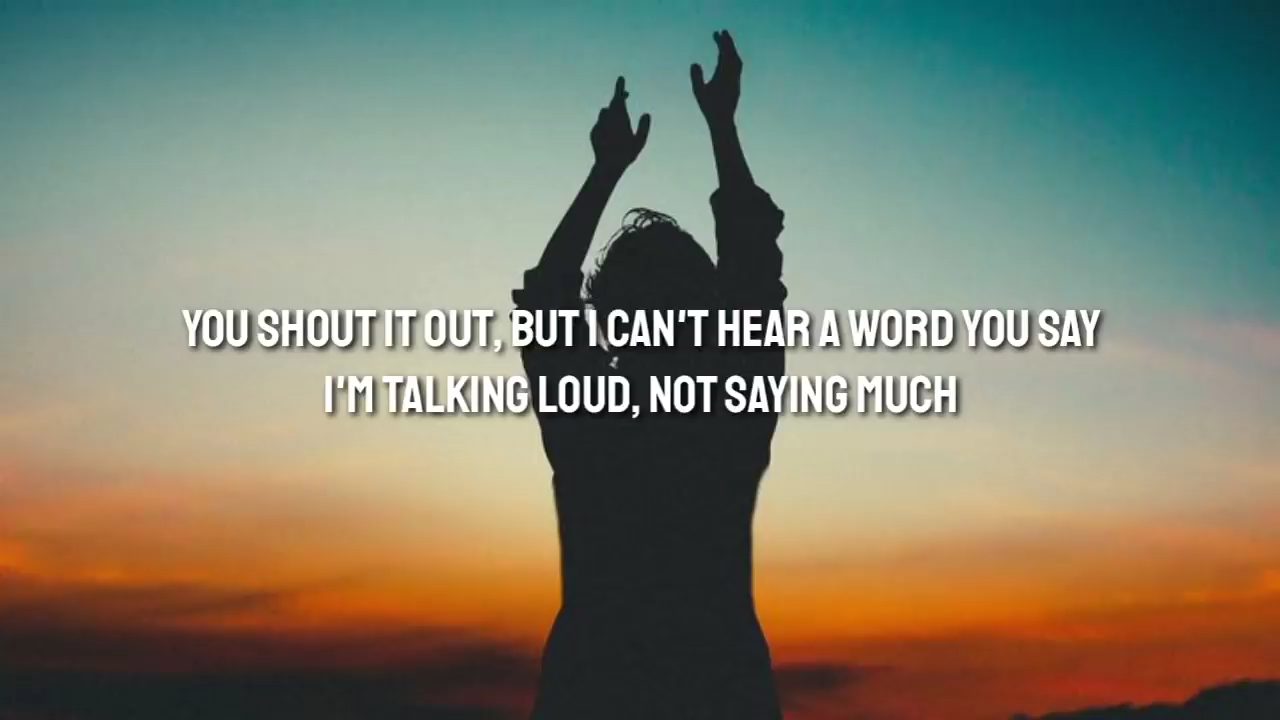 YOU SHOUT IT OUT, BUT I CAN'T HEAR A WORD YOU SAY
I'M TALKING LOUD, NOT SAYING MUCH